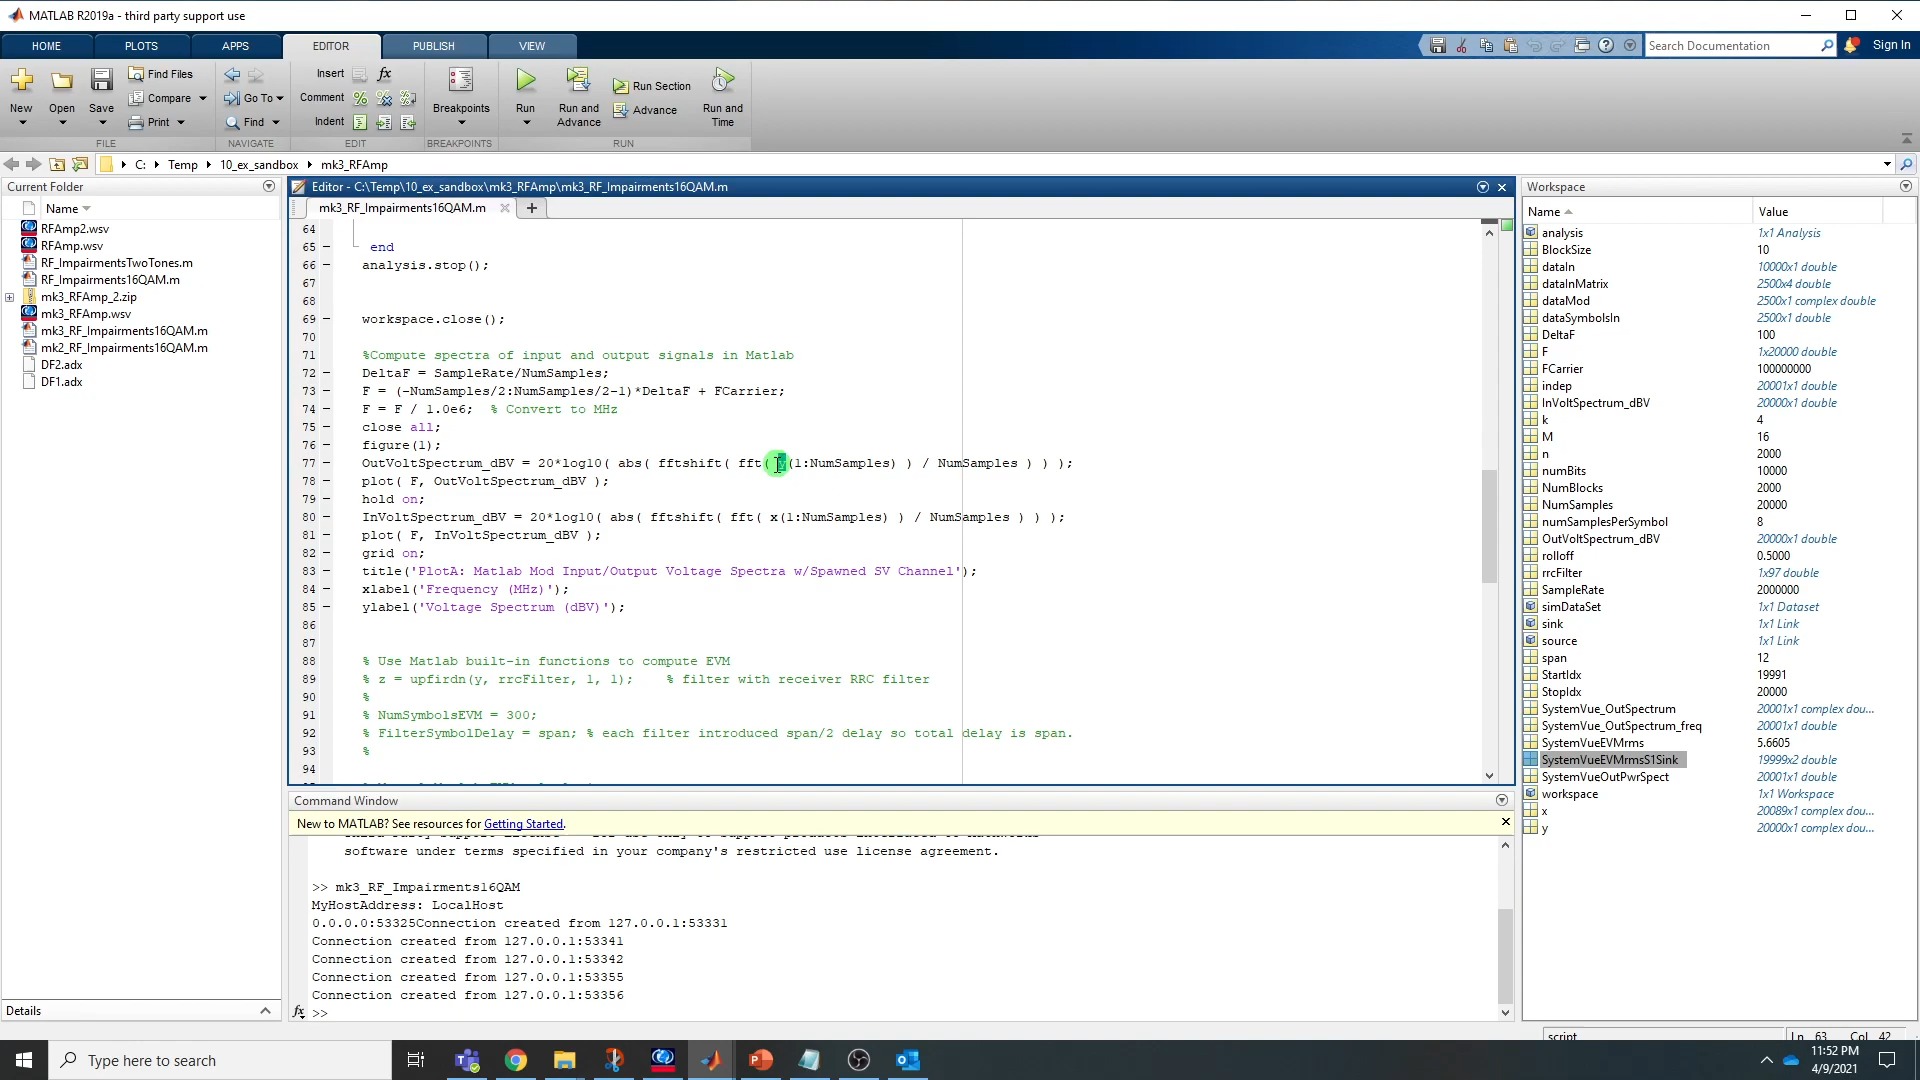 MATLAB R2019a - third party support use
HOME PLOTS APPS EDITOR PUBLISH VIEW
Search Documentation
Sign In
New
Open
Save
Find Files
Compare
Print
FILE
Go To
Find
NAVIGATE
Insert
Comment
Indent
EDIT
Breakpoints
BREAKPOINTS
Run
Run and Advance
Run Section
Advance
Run and Time
RUN
C: Temp 10_ex_sandbox mk3_RFAmp
Current Folder
Name
RFAmp2.wsv
RFAmp.wsv
RF_ImpairmentsTwoTones.m
RF_Impairments16QAM.m
mk3_RFAmp_2.zip
mk3_RFAmp.wsv
mk3_RF_Impairments16QAM.m
mk2_RF_Impairments16QAM.m
DF2.adx
DF1.adx
Details
Editor - C:\Temp\10_ex_sandbox\mk3_RFAmp\mk3_RF_Impairments16QAM.m
mk3_RF_Impairments16QAM.m
64
65 – end
66 – analysis.stop();
67
68
69 – workspace.close();
70
71 %Compute spectra of input and output signals in Matlab
72 – DeltaF = SampleRate/NumSamples;
73 – F = (-NumSamples/2:NumSamples/2-1)*DeltaF + FCarrier;
74 – F = F / 1.0e6; % Convert to MHz
75 – close all;
76 – figure(1);
77 – OutVoltSpectrum_dBV = 20*log10( abs( fftshift( fft( y(1:NumSamples) ) / NumSamples ) ) );
78 – plot( F, OutVoltSpectrum_dBV );
79 – hold on;
80 – InVoltSpectrum_dBV = 20*log10( abs( fftshift( fft( x(1:NumSamples) ) / NumSamples ) ) );
81 – plot( F, InVoltSpectrum_dBV );
82 – grid on;
83 – title('PlotA: Matlab Mod Input/Output Voltage Spectra w/Spawned SV Channel');
84 – xlabel('Frequency (MHz)');
85 – ylabel('Voltage Spectrum (dBV)');
86
87
88 % Use Matlab built-in functions to compute EVM
89 % z = upfirdn(y, rrcFilter, 1, 1); % filter with receiver RRC filter
90 %
91 % NumSymbolsEVM = 300;
92 % FilterSymbolDelay = span; % each filter introduced span/2 delay so total delay is span.
93 %
94
Command Window
New to MATLAB? See resources for Getting Started.
software under terms specified in your company's restricted use license agreement.
>> mk3_RF_Impairments16QAM
MyHostAddress: LocalHost
0.0.0.0:53325Connection created from 127.0.0.1:53331
Connection created from 127.0.0.1:53341
Connection created from 127.0.0.1:53342
Connection created from 127.0.0.1:53355
Connection created from 127.0.0.1:53356
fx >>
Workspace
Name Value
analysis 1x1 Analysis
BlockSize 10
dataIn 10000x1 double
dataInMatrix 2500x4 double
dataMod 2500x1 complex double
dataSymbolsIn 2500x1 double
DeltaF 100
F 1x20000 double
FCarrier 100000000
indep 20001x1 double
InVoltSpectrum_dBV 20000x1 double
k 4
M 16
n 2000
numBits 10000
NumBlocks 2000
NumSamples 20000
numSamplesPerSymbol 8
OutVoltSpectrum_dBV 20000x1 double
rolloff 0.5000
rrcFilter 1x97 double
SampleRate 2000000
simDataSet 1x1 Dataset
sink 1x1 Link
source 1x1 Link
span 12
StartIdx 19991
StopIdx 20000
SystemVue_OutSpectrum 20001x1 complex dou...
SystemVue_OutSpectrum_freq 20001x1 double
SystemVueEVMrms 5.6605
SystemVueEVMrmsS1Sink 19999x2 double
SystemVueOutPwrSpect 20001x1 double
workspace 1x1 Workspace
x 20089x1 complex dou...
y 20000x1 complex dou...
script Ln 63 Col 42
Type here to search
11:52 PM
4/9/2021